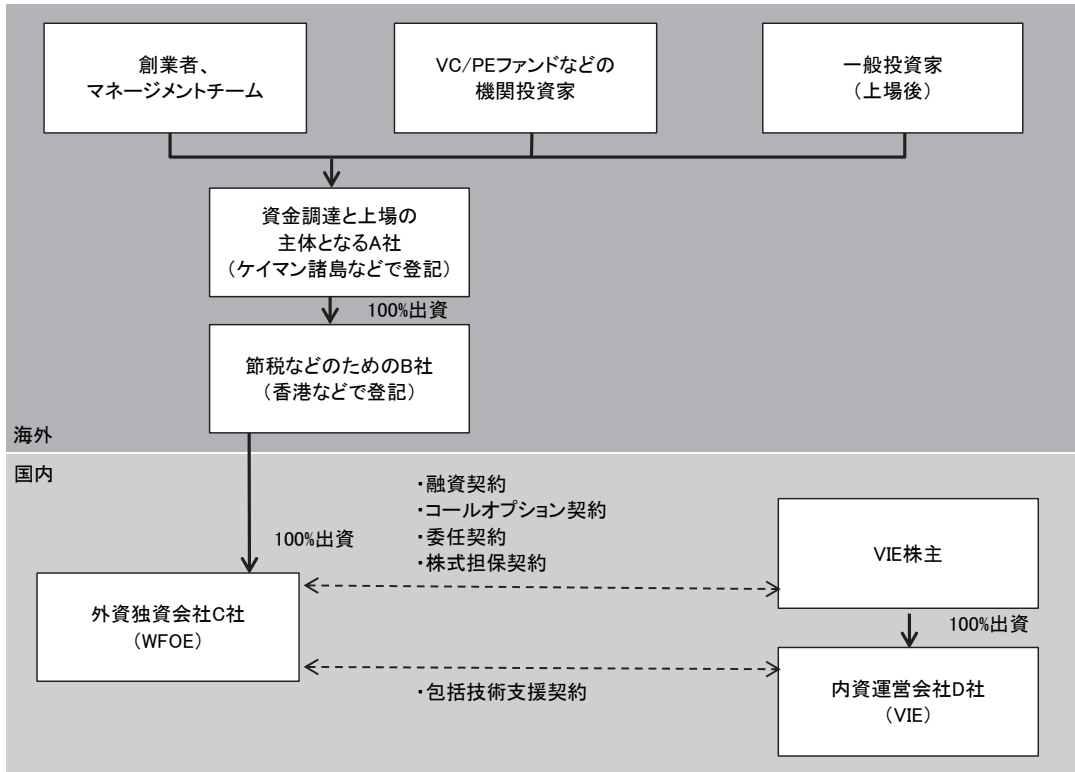 創業者、
マネージメントチーム
VC/PEファンドなどの
機関投資家
一般投資家
（上場後）
資金調達と上場の
主体となるA社
（ケイマン諸島などで登記）
100%出資
節税などのためのB社
（香港などで登記）
海外
国内
・融資契約
・コールオプション契約
・委任契約
・株式担保契約
100%出資
VIE株主
外資独資会社C社
（WFOE）
100%出資
・包括技術支援契約
内資運営会社D社
（VIE）